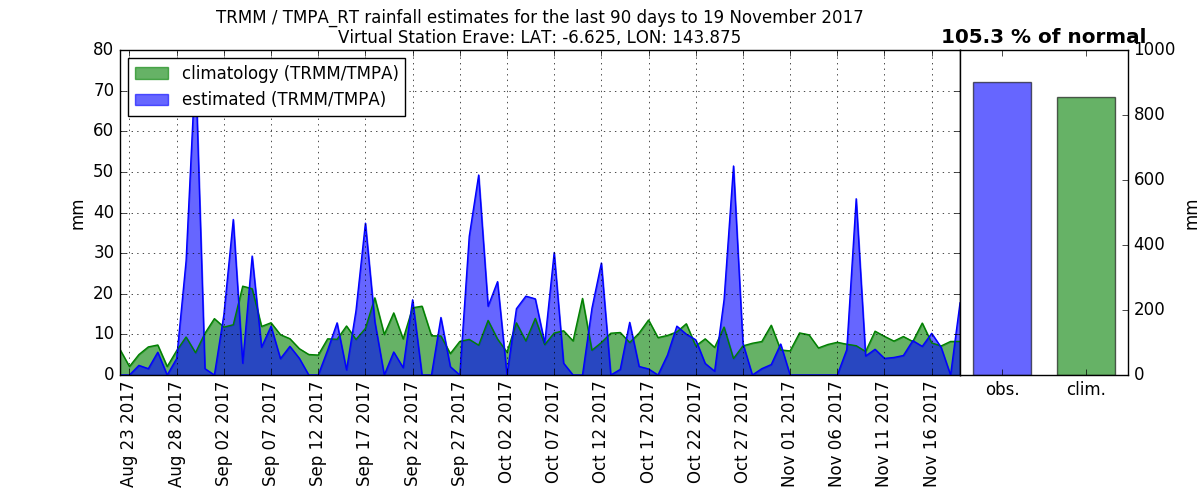 TRMM / TMPA_RT rainfall estimates for the last 90 days to 19 November 2017
Virtual Station Erave: LAT: -6.625, LON: 143.875
105.3 % of normal
climatology (TRMM/TMPA)
estimated (TRMM/TMPA)
mm
80
70
60
50
40
30
20
10
0
Aug 23 2017
Aug 28 2017
Sep 02 2017
Sep 07 2017
Sep 12 2017
Sep 17 2017
Sep 22 2017
Sep 27 2017
Oct 02 2017
Oct 07 2017
Oct 12 2017
Oct 17 2017
Oct 22 2017
Oct 27 2017
Nov 01 2017
Nov 06 2017
Nov 11 2017
Nov 16 2017
obs.
clim.
1000
800
600
400
200
0
mm